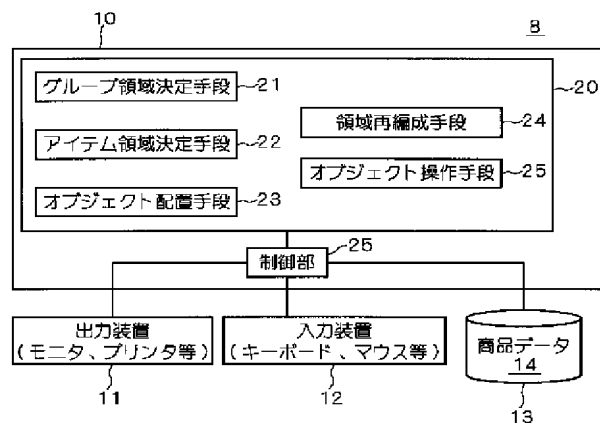 10
8
グループ領域決定手段 21
20
領域再編成手段 24
アイテム領域決定手段 22
オブジェクト操作手段 25
オブジェクト配置手段 23
制御部 25
出力装置
(モニタ、プリンタ等)
11
入力装置
(キーボード、マウス等)
12
商品データ
14
13